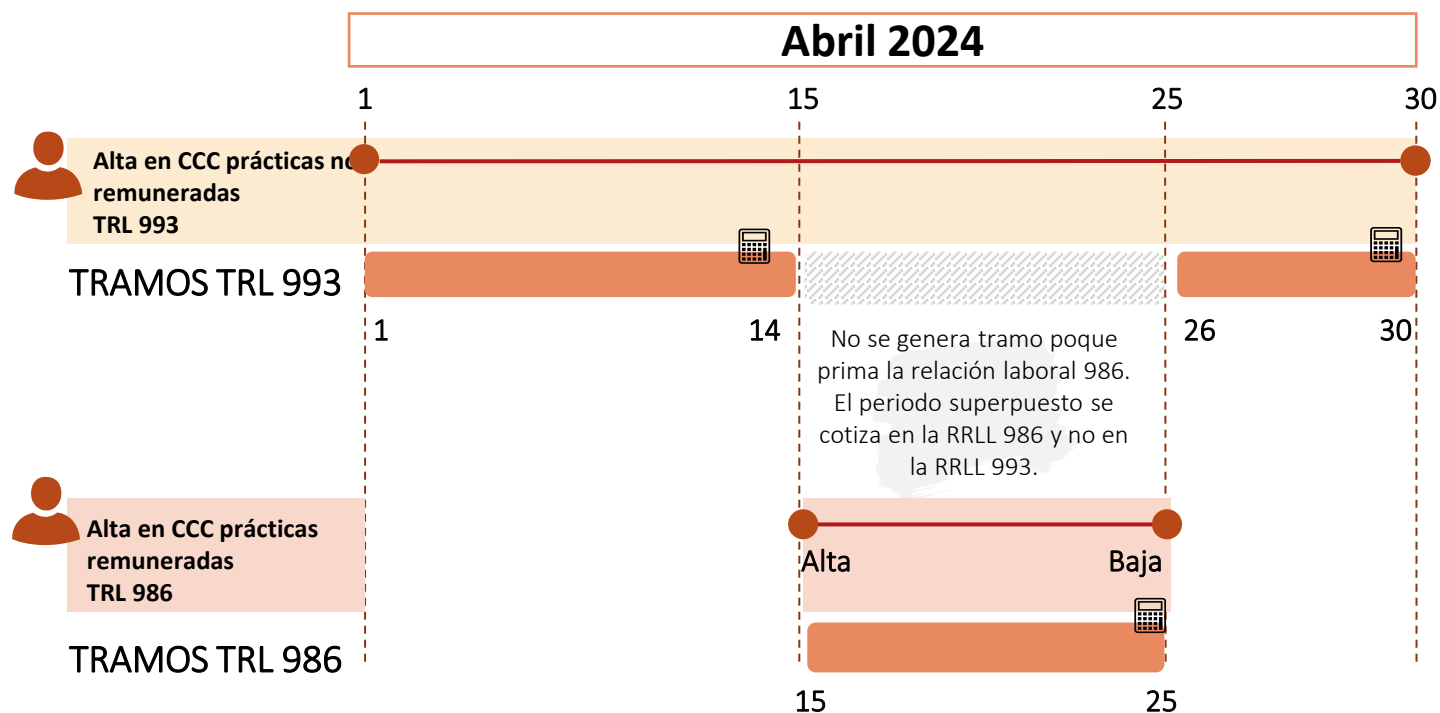 Abril 2024
1
15
25
30
Alta en CCC prácticas no
remuneradas
TRL 993
TRAMOS TRL 993
1
14
26
30
No se genera tramo poque
prima la relación laboral 986.
El periodo superpuesto se
cotiza en la RRLL 986 y no en
la RRLL 993.
Alta en CCC prácticas
remuneradas
TRL 986
Alta
Baja
TRAMOS TRL 986
15
25